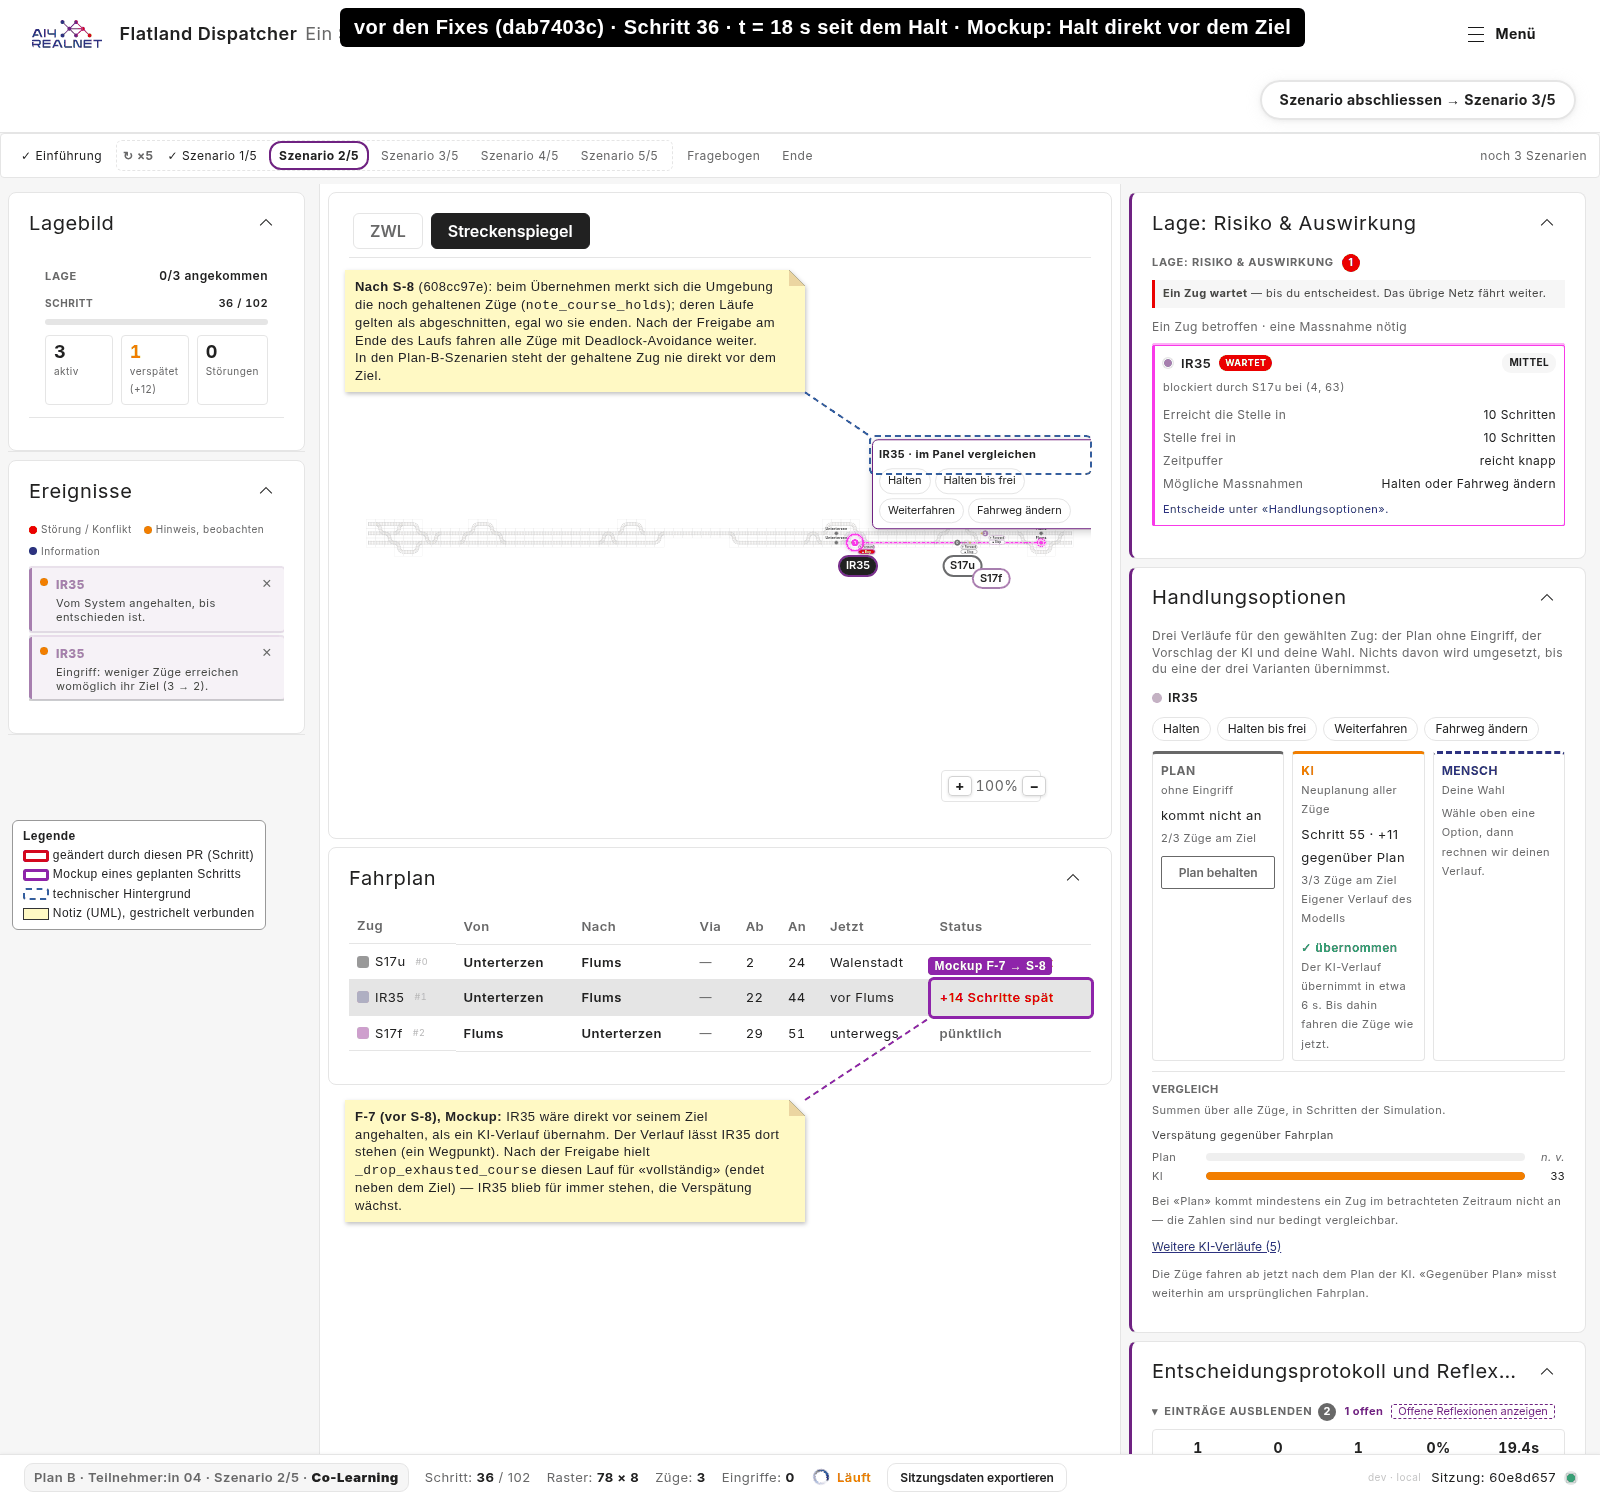 AI4
REALNET
Flatland Dispatcher Ein
vor den Fixes (dab7403c) · Schritt 36 · t = 18 s seit dem Halt · Mockup: Halt direkt vor dem Ziel
Menü
Szenario abschliessen → Szenario 3/5
✓ Einführung
↻ ×5
✓ Szenario 1/5
Szenario 2/5
Szenario 3/5
Szenario 4/5
Szenario 5/5
Fragebogen
Ende
noch 3 Szenarien
Lagebild
LAGE 0/3 angekommen
SCHRITT 36 / 102
3
aktiv
1
verspätet
(+12)
0
Störungen
Ereignisse
Störung / Konflikt
Hinweis, beobachten
Information
IR35 ×
Vom System angehalten, bis
entschieden ist.
IR35 ×
Eingriff: weniger Züge erreichen
womöglich ihr Ziel (3 → 2).
Legende
geändert durch diesen PR (Schritt)
Mockup eines geplanten Schritts
technischer Hintergrund
Notiz (UML), gestrichelt verbunden
ZWL
Streckenspiegel
Nach S-8 (608cc97e): beim Übernehmen merkt sich die Umgebung
die noch gehaltenen Züge (note_course_holds); deren Läufe
gelten als abgeschnitten, egal wo sie enden. Nach der Freigabe am
Ende des Laufs fahren alle Züge mit Deadlock-Avoidance weiter.
In den Plan-B-Szenarien steht der gehaltene Zug nie direkt vor dem
Ziel.
IR35 · im Panel vergleichen
Halten
Halten bis frei
Weiterfahren
Fahrweg ändern
IR35
S17u
S17f
+ 100% −
Fahrplan
Zug Von Nach Via Ab An Jetzt Status
S17u #0 Unterterzen Flums — 2 24 Walenstadt
Mockup F-7 → S-8
IR35 #1 Unterterzen Flums — 22 44 vor Flums +14 Schritte spät
S17f #2 Flums Unterterzen — 29 51 unterwegs pünktlich
F-7 (vor S-8), Mockup: IR35 wäre direkt vor seinem Ziel
angehalten, als ein KI-Verlauf übernahm. Der Verlauf lässt IR35 dort
stehen (ein Wegpunkt). Nach der Freigabe hielt
_drop_exhausted_course diesen Lauf für «vollständig» (endet
neben dem Ziel) — IR35 blieb für immer stehen, die Verspätung
wächst.
Lage: Risiko & Auswirkung
LAGE: RISIKO & AUSWIRKUNG 1
Ein Zug wartet — bis du entscheidest. Das übrige Netz fährt weiter.
Ein Zug betroffen · eine Massnahme nötig
IR35 WARTET MITTEL
blockiert durch S17u bei (4, 63)
Erreicht die Stelle in 10 Schritten
Stelle frei in 10 Schritten
Zeitpuffer reicht knapp
Mögliche Massnahmen Halten oder Fahrweg ändern
Entscheide unter «Handlungsoptionen».
Handlungsoptionen
Drei Verläufe für den gewählten Zug: der Plan ohne Eingriff, der
Vorschlag der KI und deine Wahl. Nichts davon wird umgesetzt, bis
du eine der drei Varianten übernimmst.
IR35
Halten
Halten bis frei
Weiterfahren
Fahrweg ändern
PLAN
ohne Eingriff
kommt nicht an
2/3 Züge am Ziel
Plan behalten
KI
Neuplanung aller
Züge
Schritt 55 · +11
gegenüber Plan
3/3 Züge am Ziel
Eigener Verlauf des
Modells
✓ übernommen
Der KI-Verlauf
übernimmt in etwa
6 s. Bis dahin
fahren die Züge wie
jetzt.
MENSCH
Deine Wahl
Wähle oben eine
Option, dann
rechnen wir deinen
Verlauf.
VERGLEICH
Summen über alle Züge, in Schritten der Simulation.
Verspätung gegenüber Fahrplan
Plan n. v.
KI 33
Bei «Plan» kommt mindestens ein Zug im betrachteten Zeitraum nicht an
— die Zahlen sind nur bedingt vergleichbar.
Weitere KI-Verläufe (5)
Die Züge fahren ab jetzt nach dem Plan der KI. «Gegenüber Plan» misst
weiterhin am ursprünglichen Fahrplan.
Entscheidungsprotokoll und Reflex...
▾ EINTRÄGE AUSBLENDEN 2 1 offen Offene Reflexionen anzeigen
1 0 1 0% 19.4s
Plan B · Teilnehmer:in 04 · Szenario 2/5 · Co-Learning
Schritt: 36 / 102
Raster: 78 × 8
Züge: 3
Eingriffe: 0
Läuft
Sitzungsdaten exportieren
dev · local
Sitzung: 60e8d657